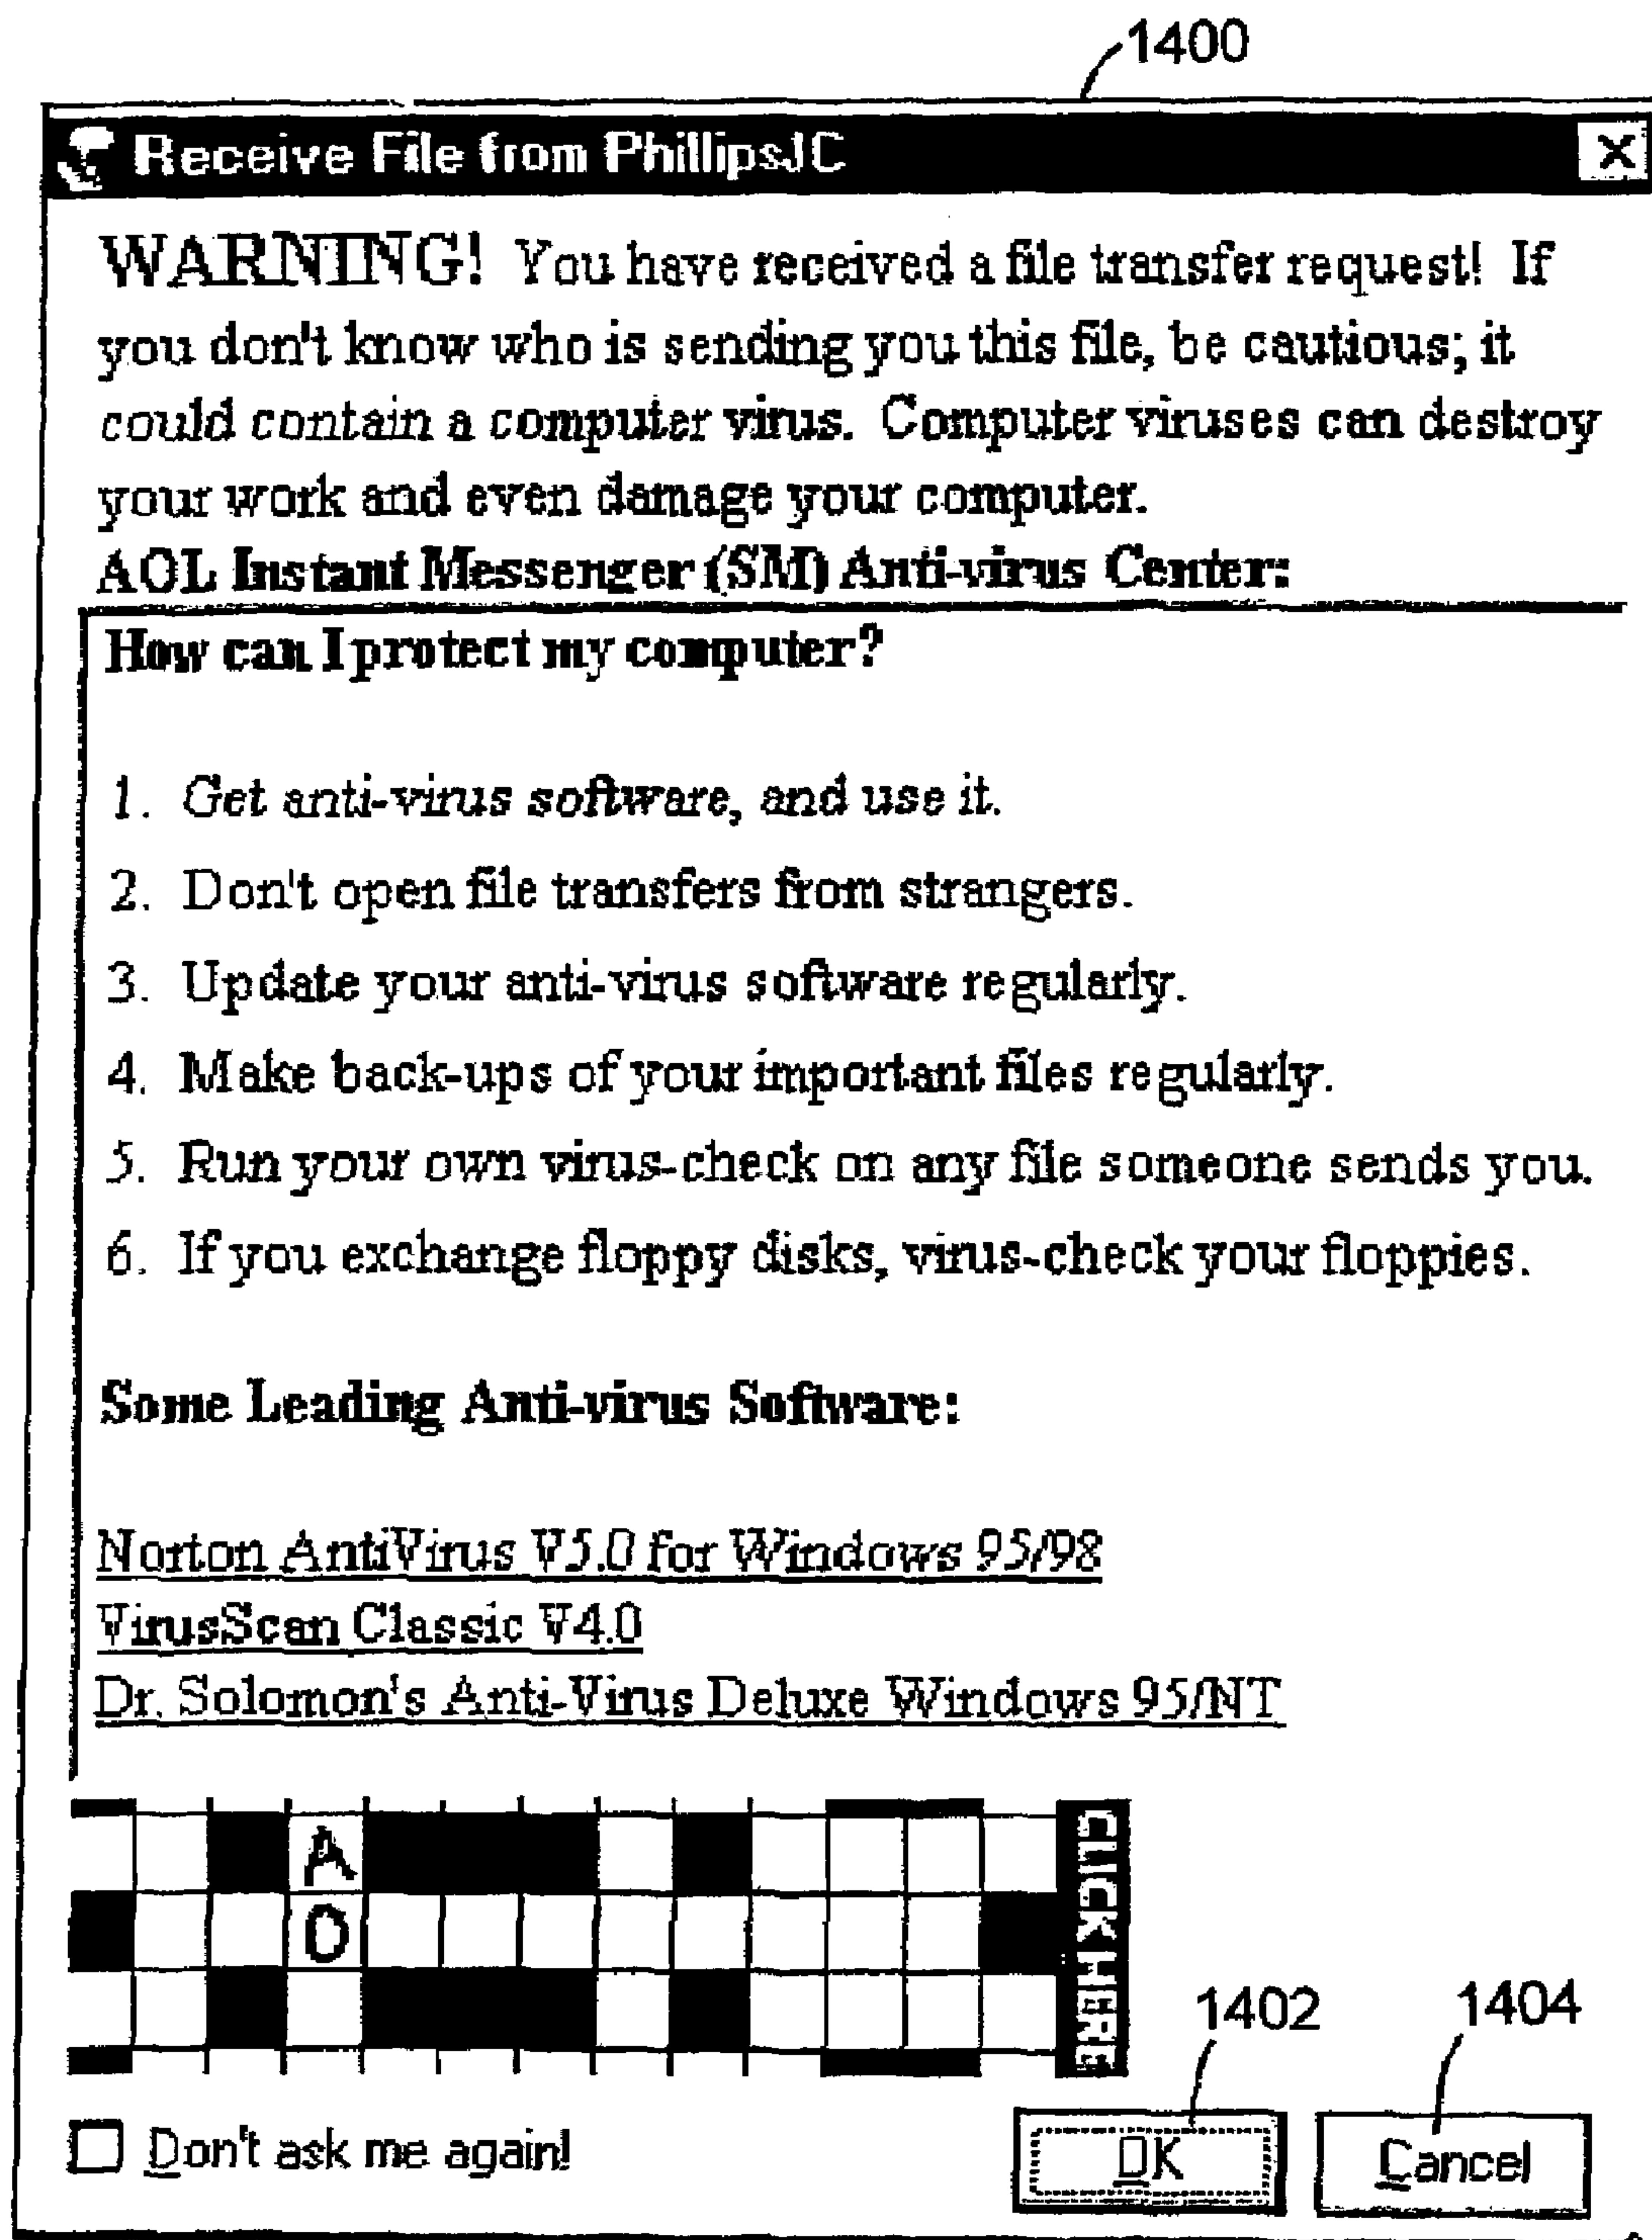 1400
Receive File from PhillipsJC
WARNING! You have received a file transfer request! If
you don't know who is sending you this file, be cautious; it
could contain a computer virus. Computer viruses can destroy
your work and even damage your computer.
AOL Instant Messenger (SM) Anti-virus Center:
How can I protect my computer?
1. Get anti-virus software, and use it.
2. Don't open file transfers from strangers.
3. Update your anti-virus software regularly.
4. Make back-ups of your important files regularly.
5. Run your own virus-check on any file someone sends you.
6. If you exchange floppy disks, virus-check your floppies.
Some Leading Anti-virus Software:
Norton AntiVirus V5.0 for Windows 95/98
VirusScan Classic V4.0
Dr. Solomon's Anti-Virus Deluxe Windows 95/NT
A
O
CLICK HERE
1402
1404
Don't ask me again!
OK
Cancel